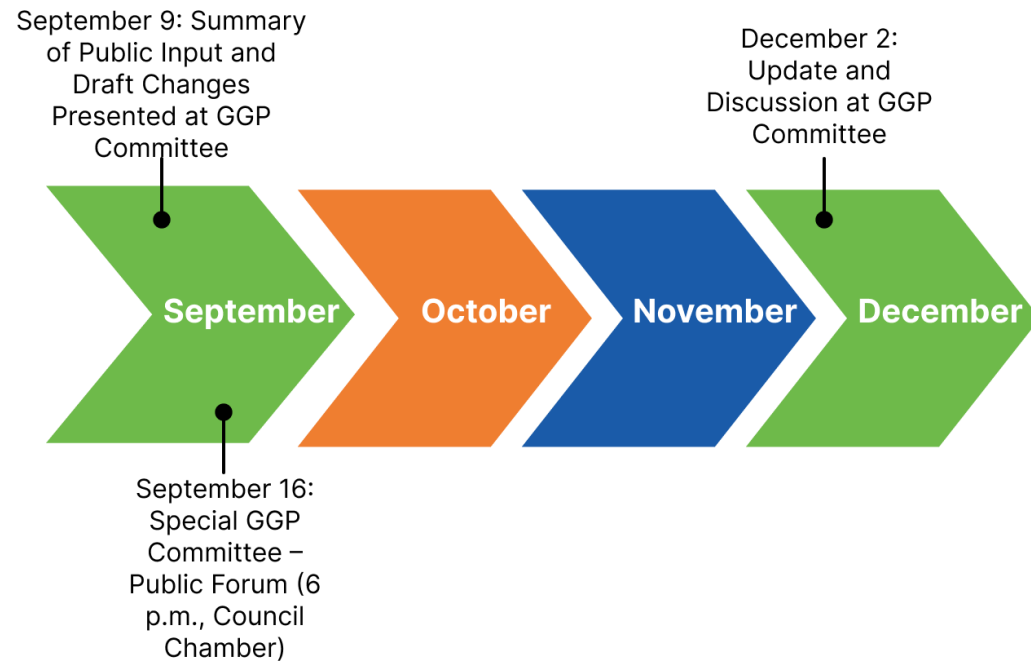 September 9: Summary
of Public Input and
Draft Changes
Presented at GGP
Committee
December 2:
Update and
Discussion at GGP
Committee
September
October
November
December
September 16:
Special GGP
Committee –
Public Forum (6
p.m., Council
Chamber)